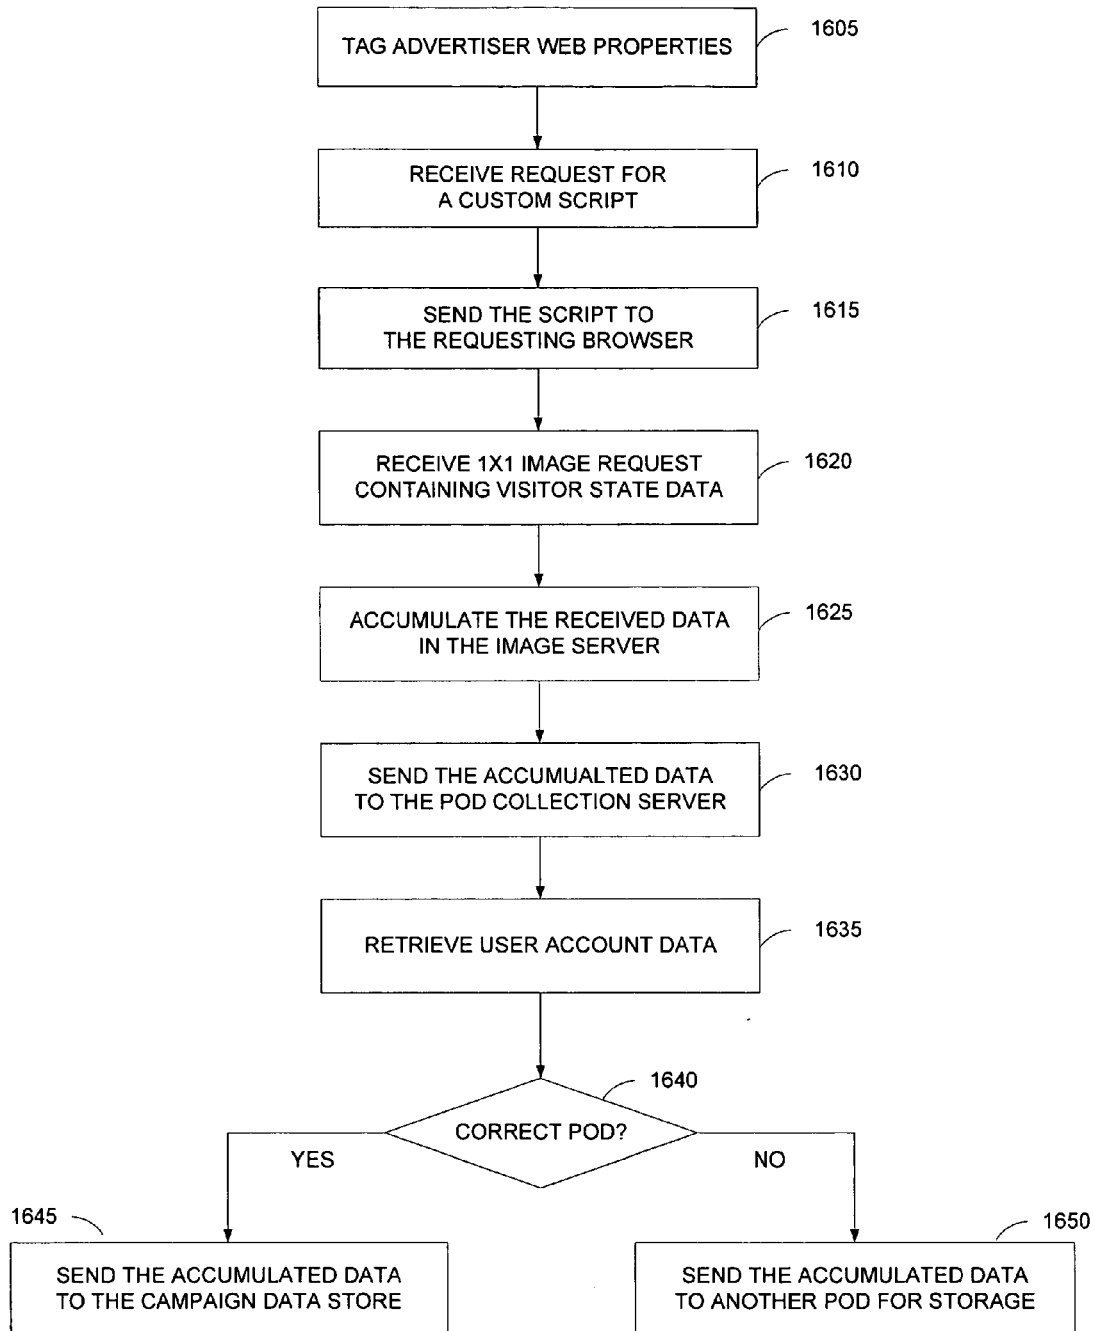 TAG ADVERTISER WEB PROPERTIES
1605
RECEIVE REQUEST FOR
A CUSTOM SCRIPT
1610
SEND THE SCRIPT TO
THE REQUESTING BROWSER
1615
RECEIVE 1X1 IMAGE REQUEST
CONTAINING VISITOR STATE DATA
1620
ACCUMULATE THE RECEIVED DATA
IN THE IMAGE SERVER
1625
SEND THE ACCUMUALTED DATA
TO THE POD COLLECTION SERVER
1630
RETRIEVE USER ACCOUNT DATA
1635
CORRECT POD?
1640
YES
NO
1645
SEND THE ACCUMULATED DATA
TO THE CAMPAIGN DATA STORE
1650
SEND THE ACCUMULATED DATA
TO ANOTHER POD FOR STORAGE